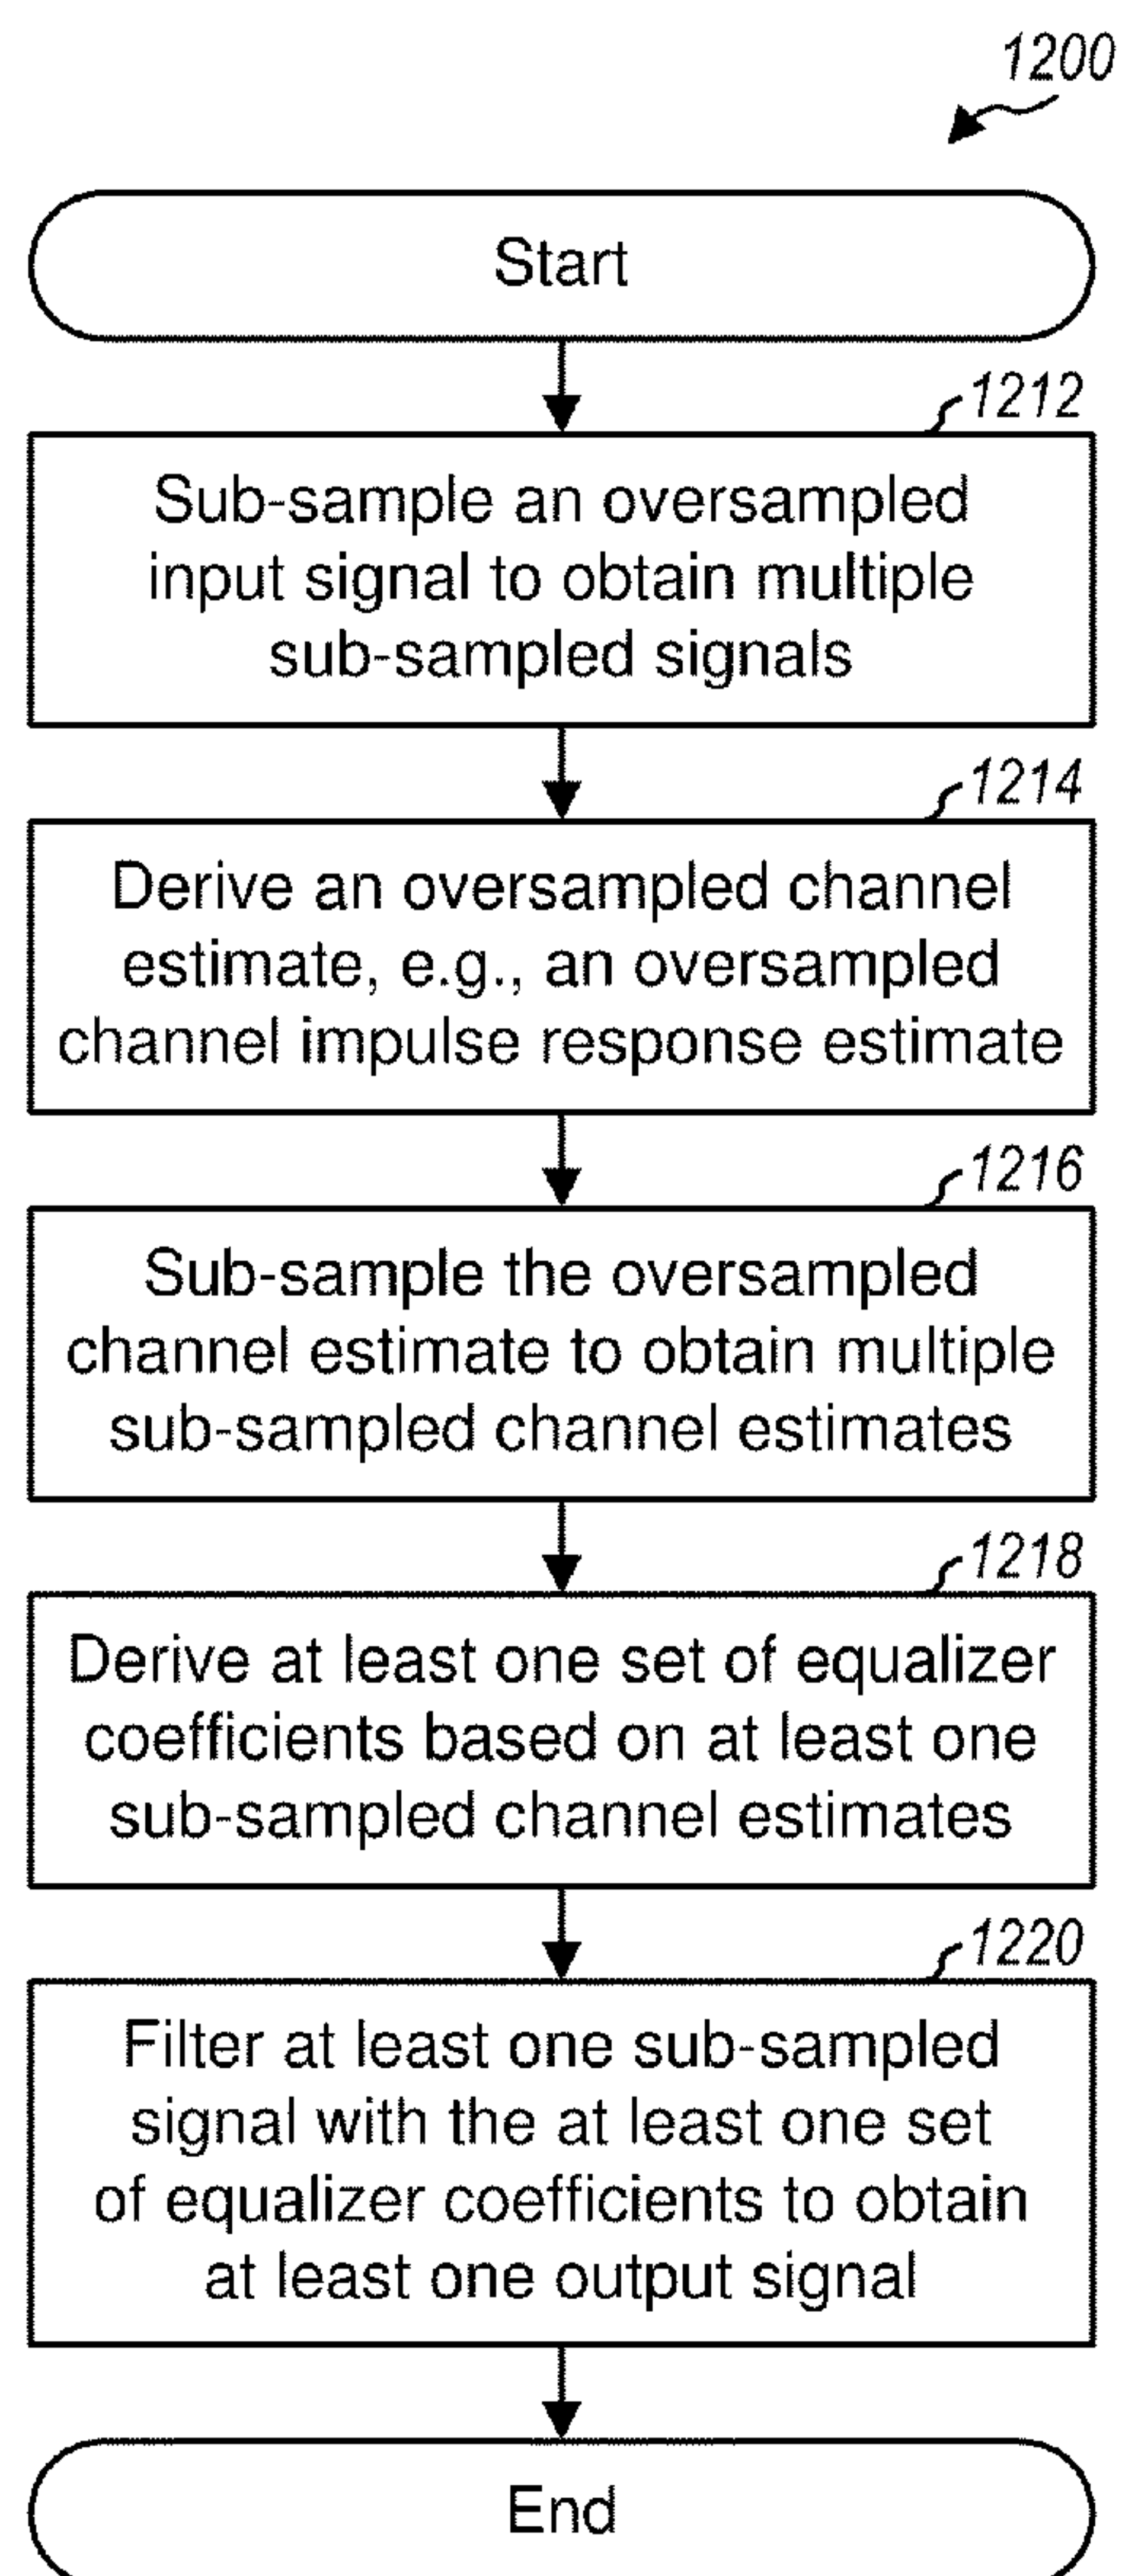 1200
Start
1212
Sub-sample an oversampled
input signal to obtain multiple
sub-sampled signals
1214
Derive an oversampled channel
estimate, e.g., an oversampled
channel impulse response estimate
1216
Sub-sample the oversampled
channel estimate to obtain multiple
sub-sampled channel estimates
1218
Derive at least one set of equalizer
coefficients based on at least one
sub-sampled channel estimates
1220
Filter at least one sub-sampled
signal with the at least one set
of equalizer coefficients to obtain
at least one output signal
End